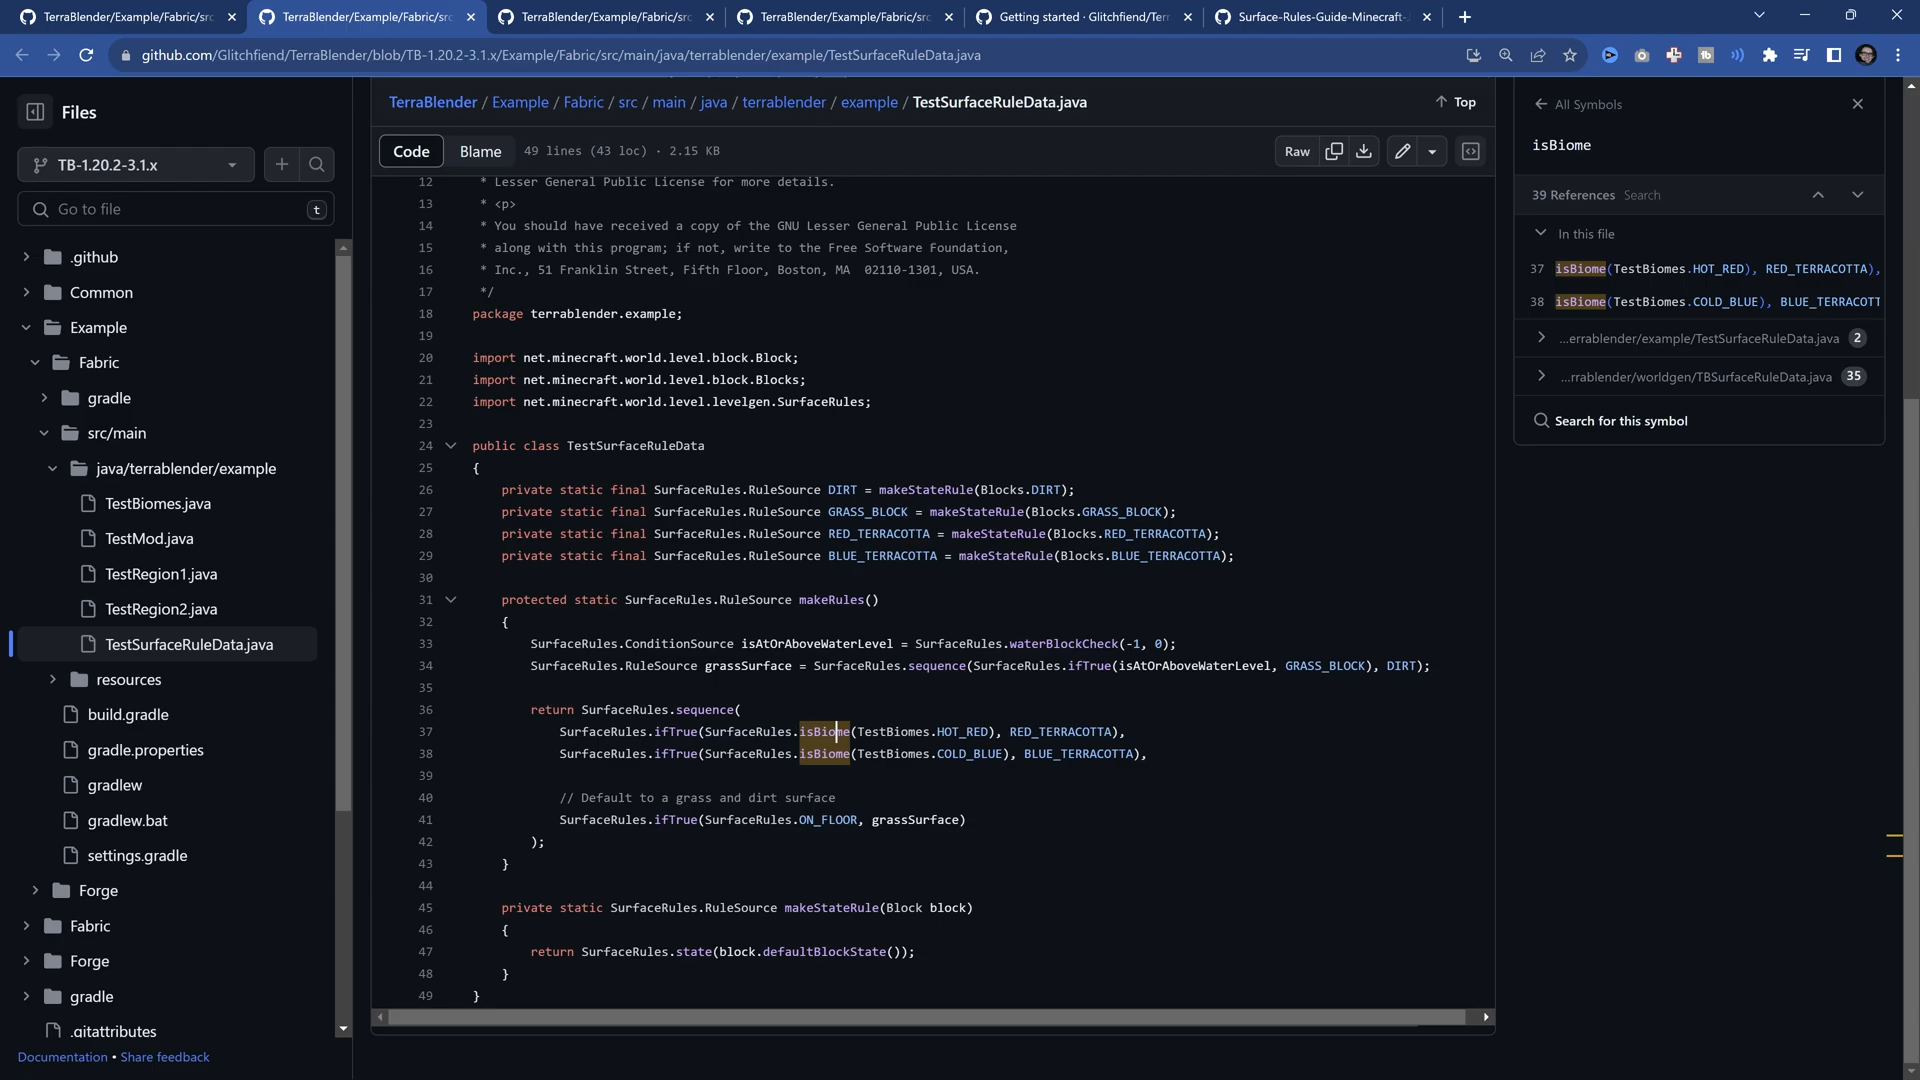 TerraBlender/Example/Fabric/src
TerraBlender/Example/Fabric/src
TerraBlender/Example/Fabric/src
TerraBlender/Example/Fabric/src
Getting started · Glitchfiend/Terr
Surface-Rules-Guide-Minecraft-
github.com/Glitchfiend/TerraBlender/blob/TB-1.20.2-3.1.x/Example/Fabric/src/main/java/terrablender/example/TestSurfaceRuleData.java
Files
TB-1.20.2-3.1.x
Go to file
t
.github
Common
Example
Fabric
gradle
src/main
java/terrablender/example
TestBiomes.java
TestMod.java
TestRegion1.java
TestRegion2.java
TestSurfaceRuleData.java
resources
build.gradle
gradle.properties
gradlew
gradlew.bat
settings.gradle
Forge
Fabric
Forge
gradle
.gitattributes
Documentation • Share feedback
TerraBlender / Example / Fabric / src / main / java / terrablender / example / TestSurfaceRuleData.java
Top
Code
Blame
49 lines (43 loc) · 2.15 KB
Raw
12 * Lesser General Public License for more details.
13 * <p>
14 * You should have received a copy of the GNU Lesser General Public License
15 * along with this program; if not, write to the Free Software Foundation,
16 * Inc., 51 Franklin Street, Fifth Floor, Boston, MA  02110-1301, USA.
17 */
18 package terrablender.example;
19
20 import net.minecraft.world.level.block.Block;
21 import net.minecraft.world.level.block.Blocks;
22 import net.minecraft.world.level.levelgen.SurfaceRules;
23
24 public class TestSurfaceRuleData
25 {
26 private static final SurfaceRules.RuleSource DIRT = makeStateRule(Blocks.DIRT);
27 private static final SurfaceRules.RuleSource GRASS_BLOCK = makeStateRule(Blocks.GRASS_BLOCK);
28 private static final SurfaceRules.RuleSource RED_TERRACOTTA = makeStateRule(Blocks.RED_TERRACOTTA);
29 private static final SurfaceRules.RuleSource BLUE_TERRACOTTA = makeStateRule(Blocks.BLUE_TERRACOTTA);
30
31 protected static SurfaceRules.RuleSource makeRules()
32 {
33 SurfaceRules.ConditionSource isAtOrAboveWaterLevel = SurfaceRules.waterBlockCheck(-1, 0);
34 SurfaceRules.RuleSource grassSurface = SurfaceRules.sequence(SurfaceRules.ifTrue(isAtOrAboveWaterLevel, GRASS_BLOCK), DIRT);
35
36 return SurfaceRules.sequence(
37 SurfaceRules.ifTrue(SurfaceRules.isBiome(TestBiomes.HOT_RED), RED_TERRACOTTA),
38 SurfaceRules.ifTrue(SurfaceRules.isBiome(TestBiomes.COLD_BLUE), BLUE_TERRACOTTA),
39
40 // Default to a grass and dirt surface
41 SurfaceRules.ifTrue(SurfaceRules.ON_FLOOR, grassSurface)
42 );
43 }
44
45 private static SurfaceRules.RuleSource makeStateRule(Block block)
46 {
47 return SurfaceRules.state(block.defaultBlockState());
48 }
49 }
All Symbols
isBiome
39 References Search
In this file
37 isBiome(TestBiomes.HOT_RED), RED_TERRACOTTA),
38 isBiome(TestBiomes.COLD_BLUE), BLUE_TERRACOTT
...errablender/example/TestSurfaceRuleData.java 2
...rrablender/worldgen/TBSurfaceRuleData.java 35
Search for this symbol